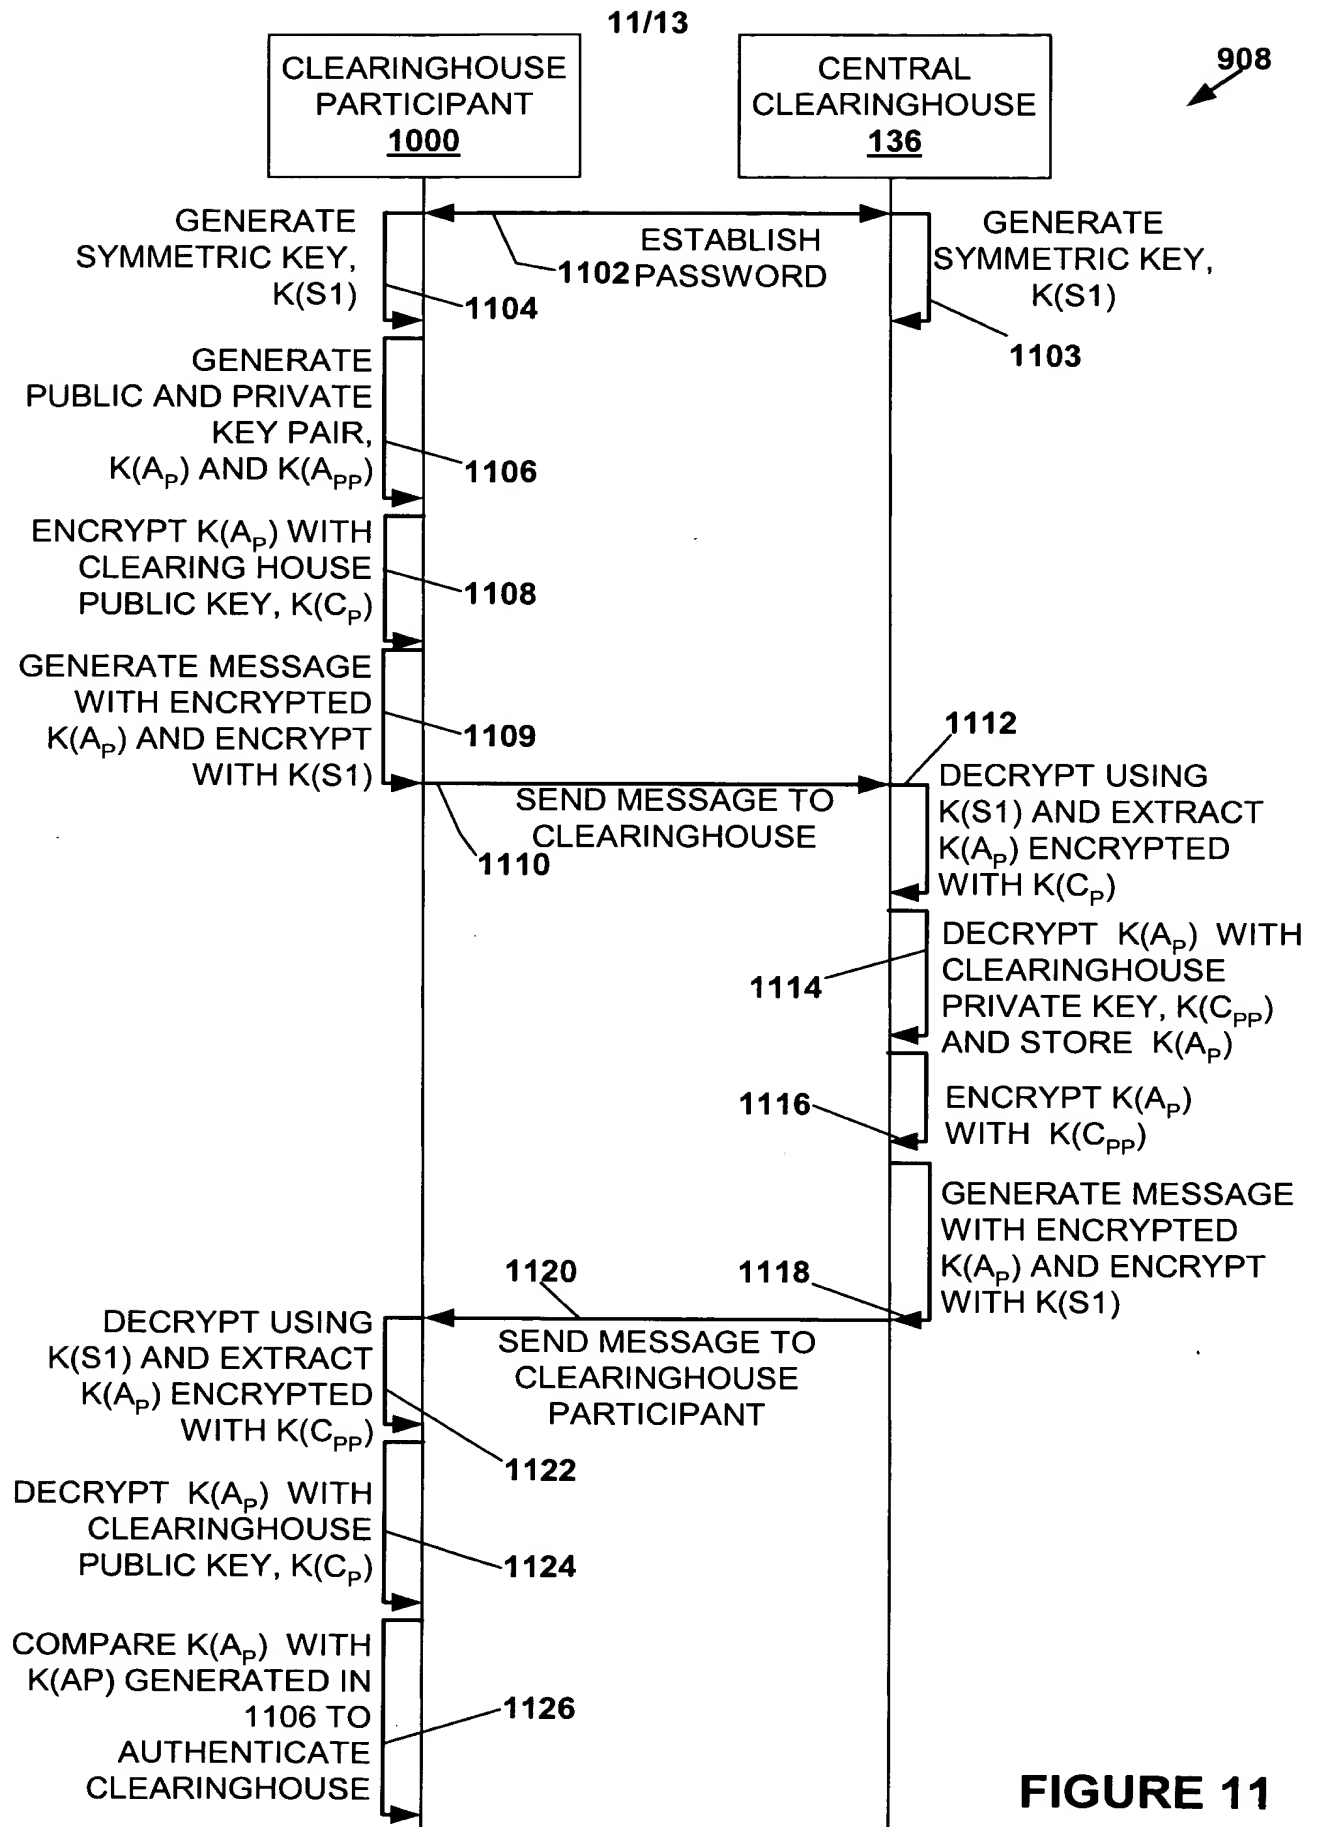 11/13
CLEARINGHOUSE
PARTICIPANT
1000
CENTRAL
CLEARINGHOUSE
136
908
GENERATE
SYMMETRIC KEY,
K(S1)
1104
ESTABLISH
PASSWORD
1102
GENERATE
SYMMETRIC KEY,
K(S1)
1103
GENERATE
PUBLIC AND PRIVATE
KEY PAIR,
K(AP) AND K(APP)
1106
ENCRYPT K(AP) WITH
CLEARING HOUSE
PUBLIC KEY, K(CP)
1108
GENERATE MESSAGE
WITH ENCRYPTED
K(AP) AND ENCRYPT
WITH K(S1)
1109
SEND MESSAGE TO
CLEARINGHOUSE
1110
1112
DECRYPT USING
K(S1) AND EXTRACT
K(AP) ENCRYPTED
WITH K(CP)
DECRYPT K(AP) WITH
CLEARINGHOUSE
PRIVATE KEY, K(CPP)
AND STORE K(AP)
1114
ENCRYPT K(AP)
WITH K(CPP)
1116
GENERATE MESSAGE
WITH ENCRYPTED
K(AP) AND ENCRYPT
WITH K(S1)
1118
1120
SEND MESSAGE TO
CLEARINGHOUSE
PARTICIPANT
DECRYPT USING
K(S1) AND EXTRACT
K(AP) ENCRYPTED
WITH K(CPP)
1122
DECRYPT K(AP) WITH
CLEARINGHOUSE
PUBLIC KEY, K(CP)
1124
COMPARE K(AP) WITH
K(AP) GENERATED IN
1106 TO
AUTHENTICATE
CLEARINGHOUSE
1126
FIGURE 11